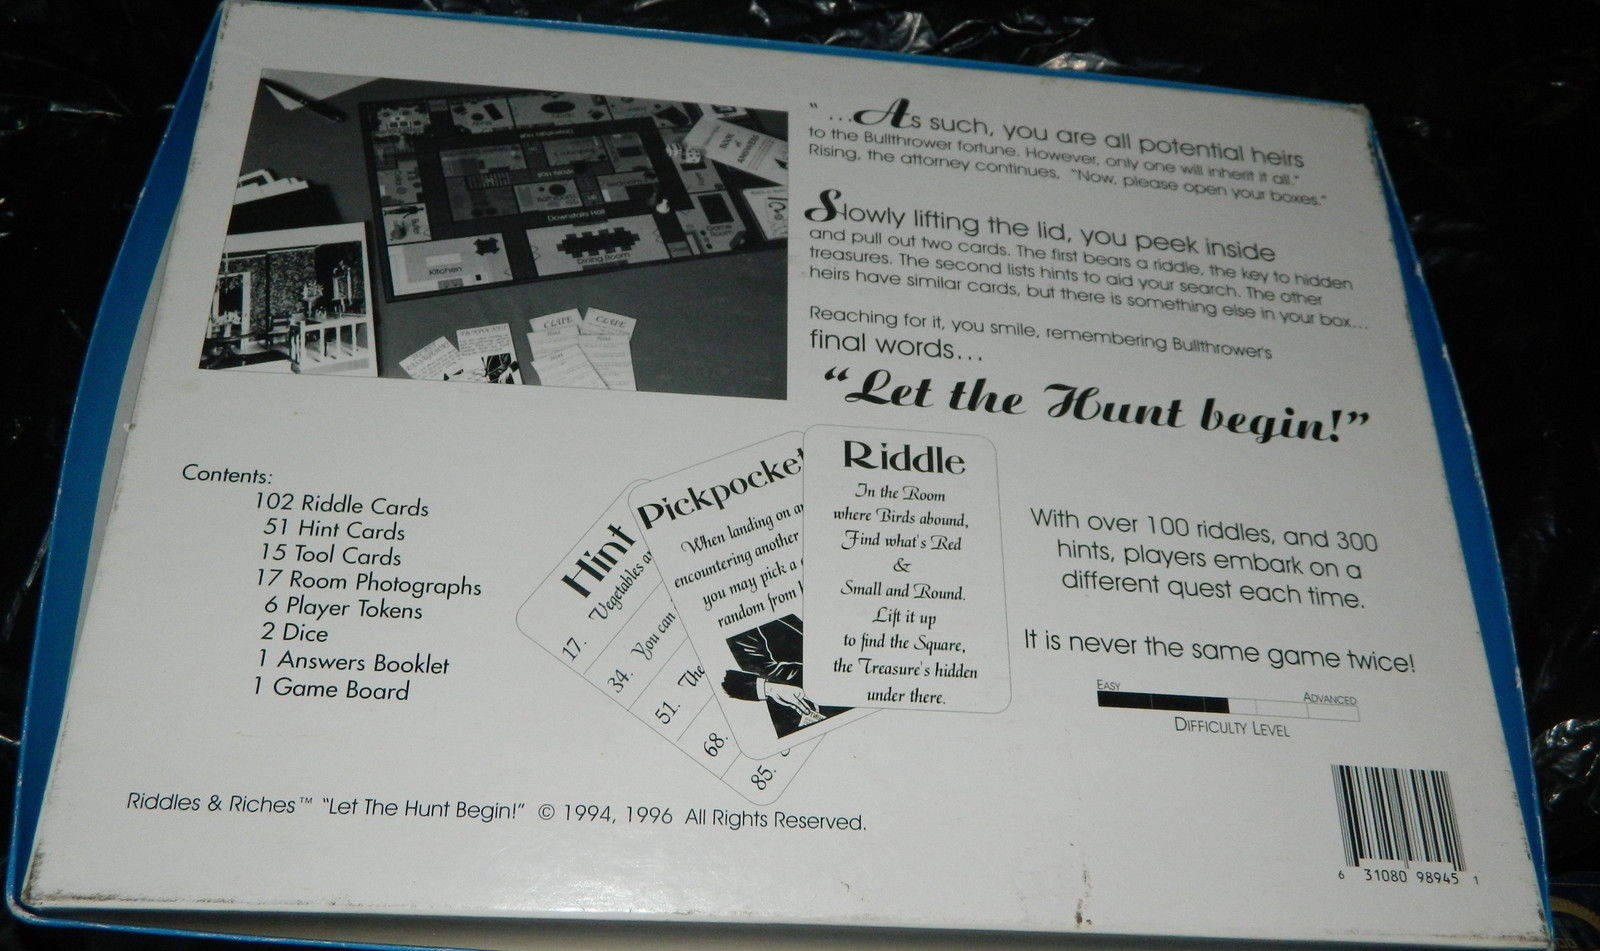 "...As such, you are all potential heirs
to the Bullthrower fortune. However, only one will inherit it all."
Rising, the attorney continues, "Now, please open your boxes."
Slowly lifting the lid, you peek inside
and pull out two cards. The first bears a riddle, the key to hidden
treasures. The second lists hints to aid your search. The other
heirs have similar cards, but there is something else in your box...
Reaching for it, you smile, remembering Bullthrower's
final words...
"Let the Hunt begin!"
Downstairs Hall
Kitchen
Dining Room
Game
Room
CLAPE
CLAPE
Contents:
102 Riddle Cards
51 Hint Cards
15 Tool Cards
17 Room Photographs
6 Player Tokens
2 Dice
1 Answers Booklet
1 Game Board
Hint
17. Vegetables
34. You can
51. The
68.
85.
Pickpocket
When landing on
encountering another
you may pick a
random from
Riddle
In the Room
where Birds abound,
Find what's Red
&
Small and Round.
Lift it up
to find the Square,
the Treasure's hidden
under there.
With over 100 riddles, and 300
hints, players embark on a
different quest each time.
It is never the same game twice!
EASY
ADVANCED
DIFFICULTY LEVEL
Riddles & Riches™ "Let The Hunt Begin!" © 1994, 1996 All Rights Reserved.
6 31080 98945 1